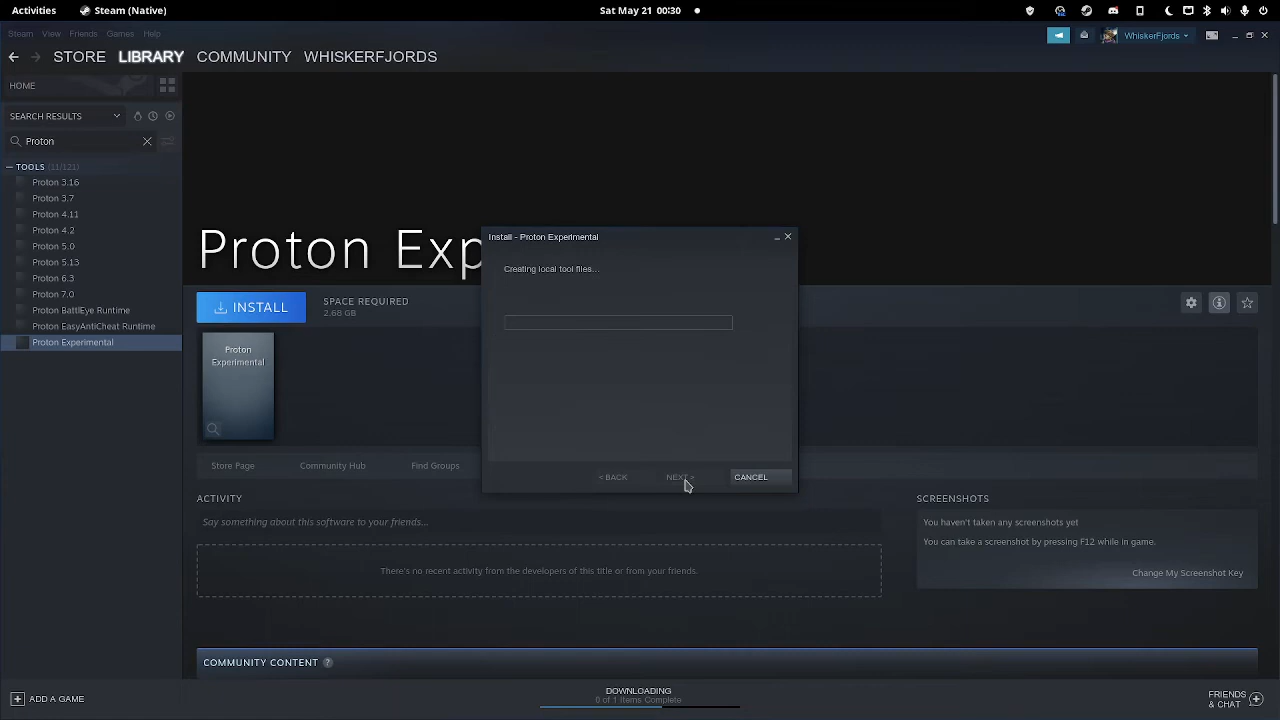 Activities
Steam (Native)
Sat May 21 00:30
Steam View Friends Games Help
WhiskerFjords
STORE LIBRARY COMMUNITY WHISKERFJORDS
HOME
SEARCH RESULTS
Proton
TOOLS (11/121)
Proton 3.16
Proton 3.7
Proton 4.11
Proton 4.2
Proton 5.0
Proton 5.13
Proton 6.3
Proton 7.0
Proton BattlEye Runtime
Proton EasyAntiCheat Runtime
Proton Experimental
Proton Exp
Install - Proton Experimental
Creating local tool files...
< BACK
NEXT >
CANCEL
INSTALL
SPACE REQUIRED
2.68 GB
Proton
Experimental
Store Page
Community Hub
Find Groups
ACTIVITY
Say something about this software to your friends...
There's no recent activity from the developers of this title or from your friends.
SCREENSHOTS
You haven't taken any screenshots yet
You can take a screenshot by pressing F12 while in game.
Change My Screenshot Key
COMMUNITY CONTENT ?
ADD A GAME
DOWNLOADING
0 of 1 Items Complete
FRIENDS
& CHAT